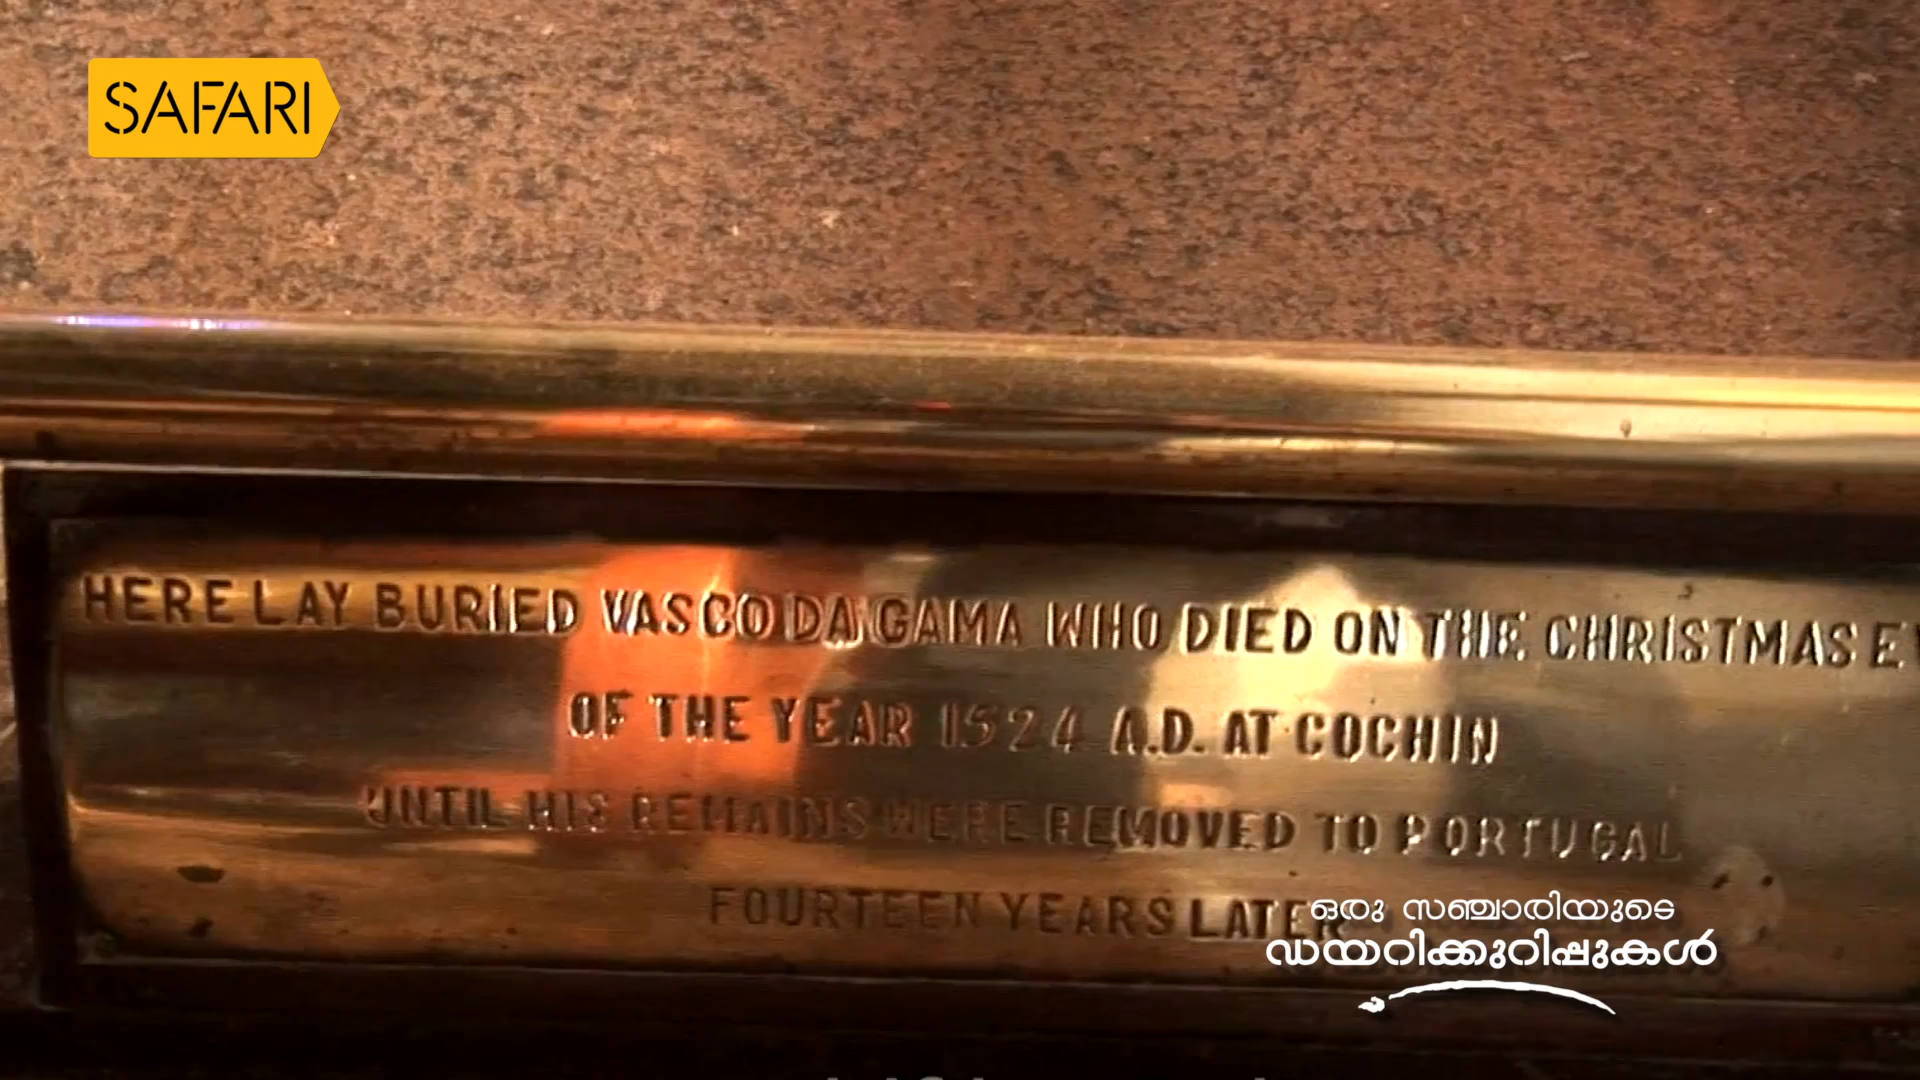 SAFARI
HERE LAY BURIED VASCO DA GAMA WHO DIED ON THE CHRISTMAS
OF THE YEAR 1524 A.D. AT COCHIN
UNTIL HIS REMAINS WERE REMOVED TO PORTUGAL
FOURTEEN YEARS LATER
ഒരു സഞ്ചാരിയുടെ
ഡയറിക്കുറിപ്പുകൾ